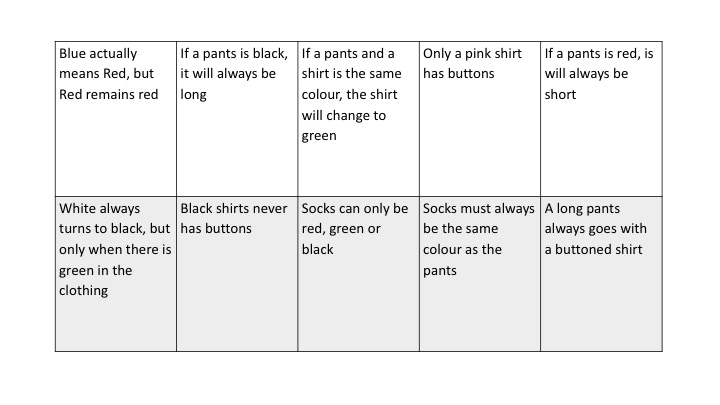 Blue actually
means Red, but
Red remains red
If a pants is black,
it will always be
long
If a pants and a
shirt is the same
colour, the shirt
will change to
green
Only a pink shirt
has buttons
If a pants is red, is
will always be
short
White always
turns to black, but
only when there is
green in the
clothing
Black shirts never
has buttons
Socks can only be
red, green or
black
Socks must always
be the same
colour as the
pants
A long pants
always goes with
a buttoned shirt